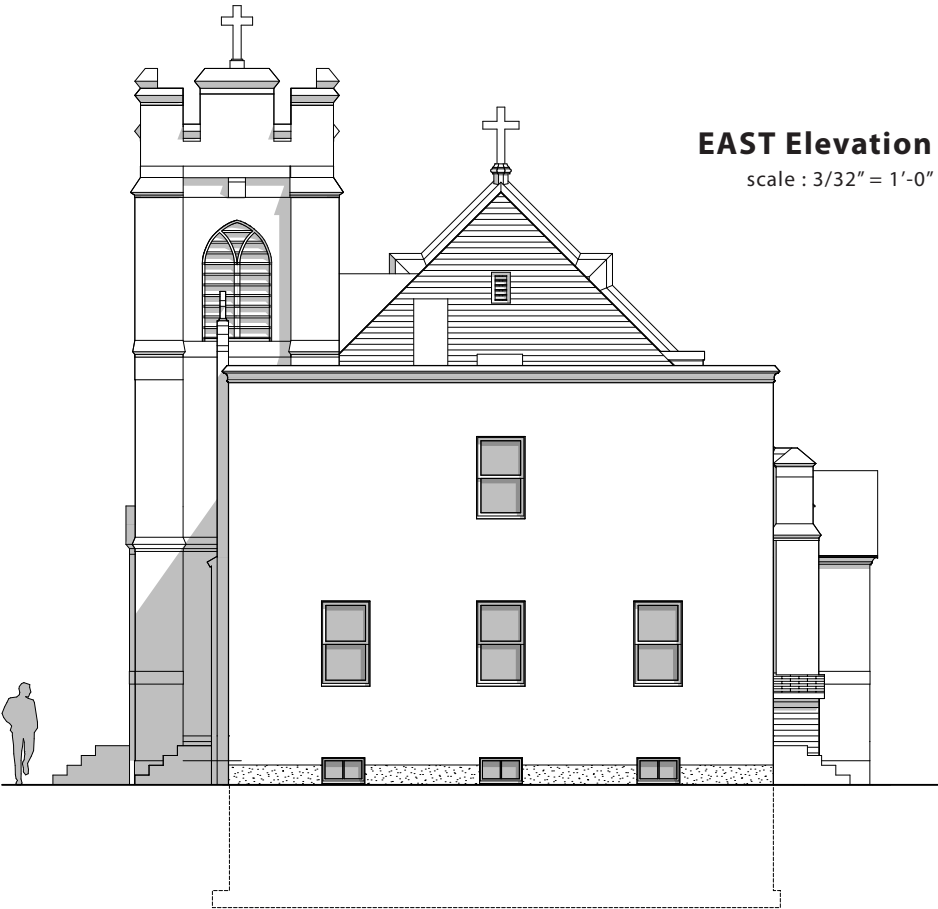 EAST Elevation
scale : 3/32” = 1’-0”